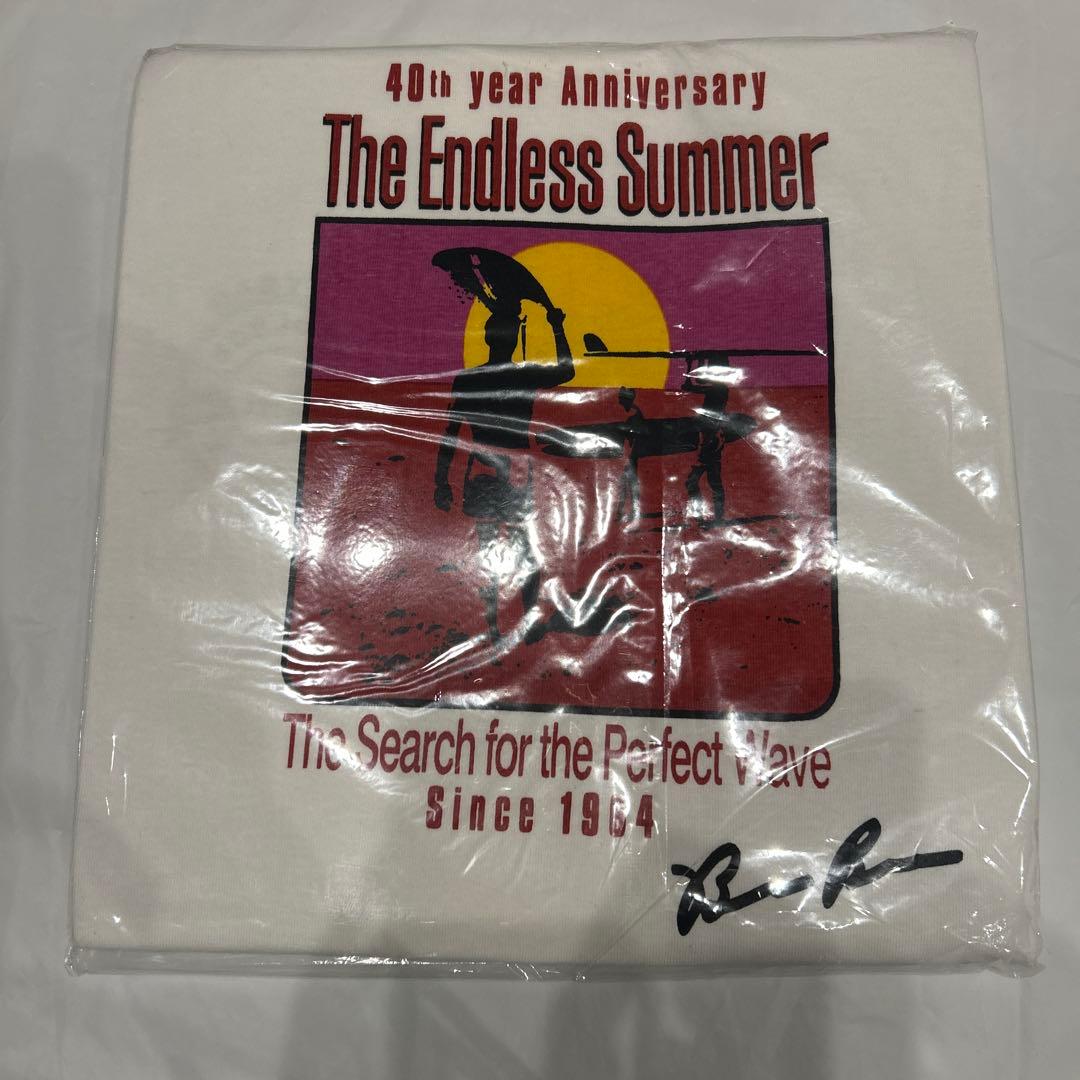 40th year Anniversary
The Endless Summer
The Search for the Perfect Wave
Since 1964